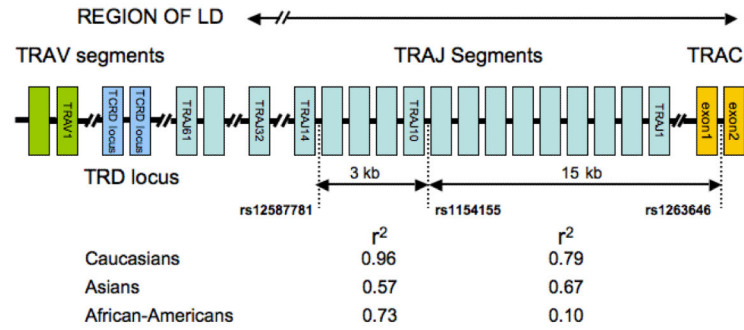 REGION OF LD
TRAV segments TRAJ Segments TRAC
TRAV1 TCRD locus TCRD locus TRAJ61 TRAJ32 TRAJ14 TRAJ10 TRAJ1 exon1 exon2
TRD locus 3 kb 15 kb
rs12587781 rs1154155 rs1263646
r² r²
Caucasians 0.96 0.79
Asians 0.57 0.67
African-Americans 0.73 0.10